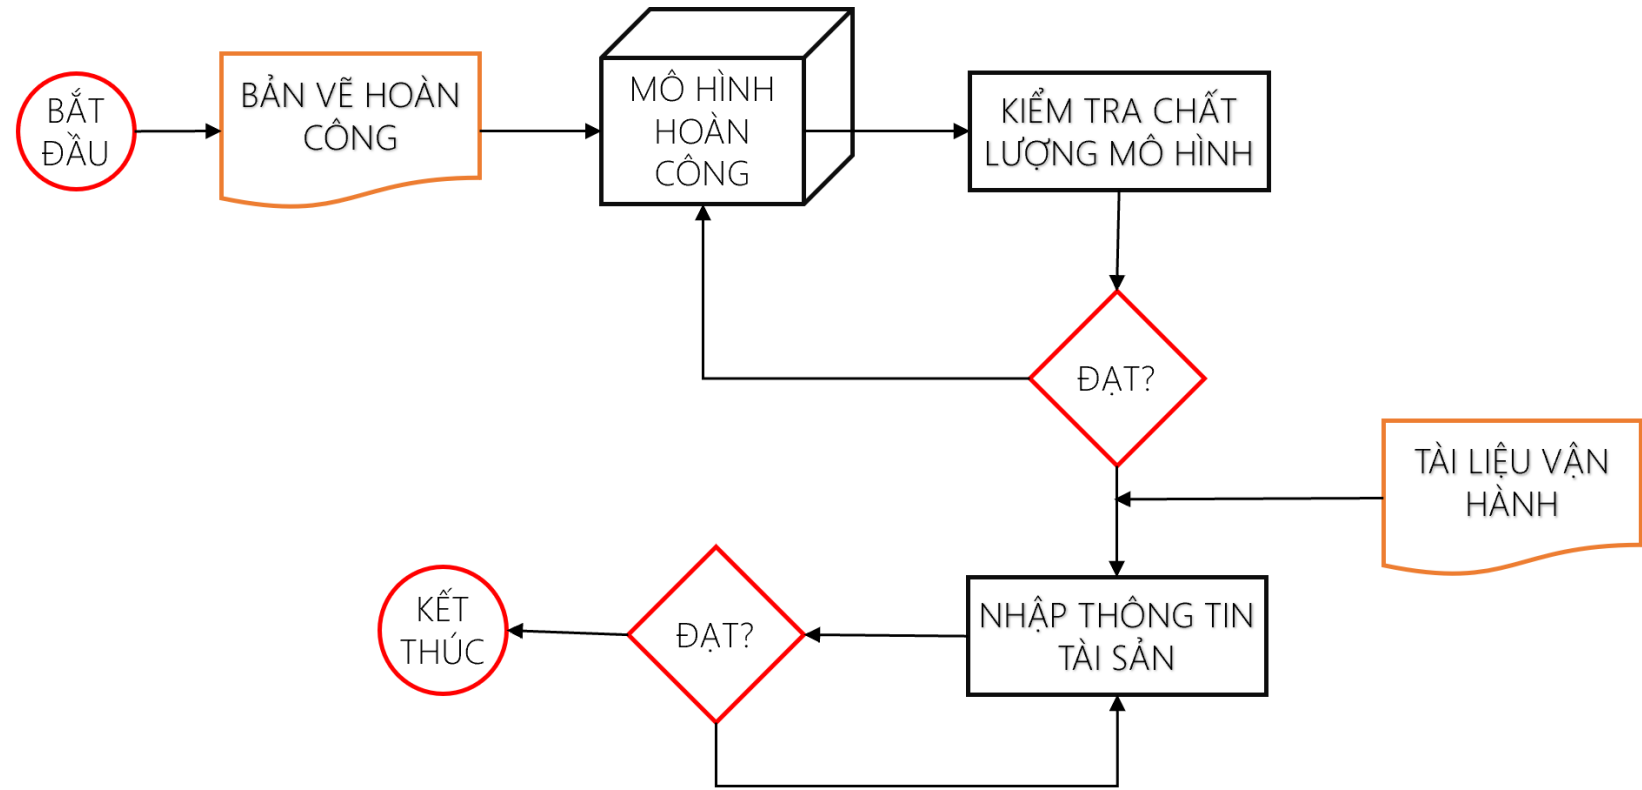 BẮT
ĐẦU
BẢN VẼ HOÀN
CÔNG
MÔ HÌNH
HOÀN
CÔNG
KIỂM TRA CHẤT
LƯỢNG MÔ HÌNH
ĐẠT?
TÀI LIỆU VẬN
HÀNH
NHẬP THÔNG TIN
TÀI SẢN
ĐẠT?
KẾT
THÚC